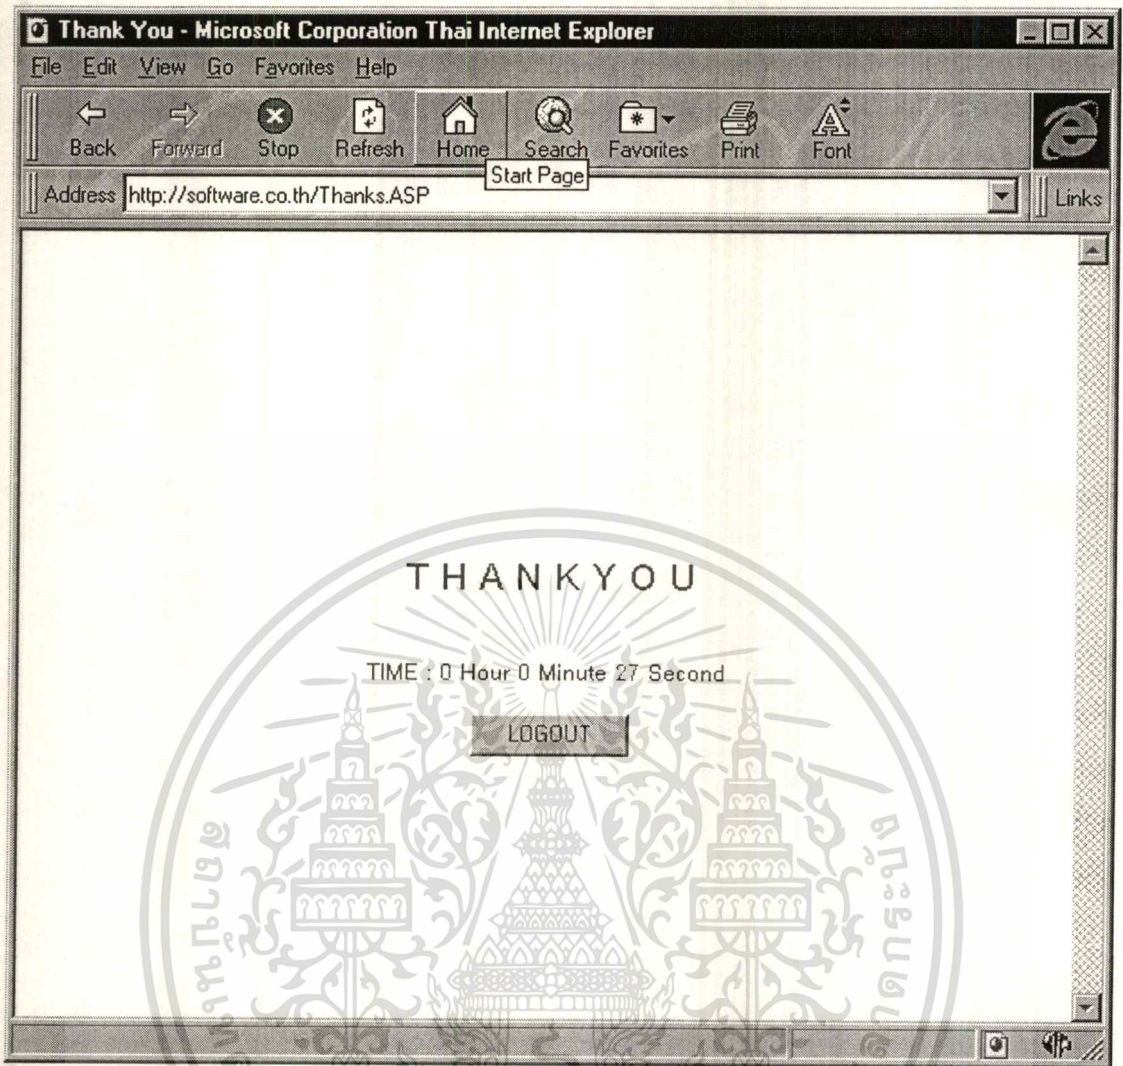 Thank You - Microsoft Corporation Thai Internet Explorer
File Edit View Go Favorites Help
Back Forward Stop Refresh Home Search Favorites Print Font
Start Page
Address http://software.co.th/Thanks.ASP Links
T H A N K Y O U
TIME : 0 Hour 0 Minute 27 Second
LOGOUT